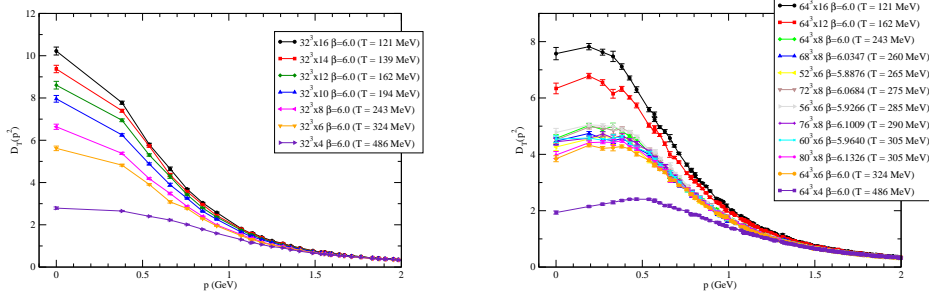 12
10
8
6
4
2
0
D_T(p²)
0
0.5
1
1.5
2
p (GeV)
32³x16 β=6.0 (T = 121 MeV)
32³x14 β=6.0 (T = 139 MeV)
32³x12 β=6.0 (T = 162 MeV)
32³x10 β=6.0 (T = 194 MeV)
32³x8 β=6.0 (T = 243 MeV)
32³x6 β=6.0 (T = 324 MeV)
32³x4 β=6.0 (T = 486 MeV)
8
6
4
2
0
D_T(p²)
0
0.5
1
1.5
2
p (GeV)
64³x16 β=6.0 (T = 121 MeV)
64³x12 β=6.0 (T = 162 MeV)
64³x8 β=6.0 (T = 243 MeV)
68³x8 β=6.0347 (T = 260 MeV)
52³x6 β=5.8876 (T = 265 MeV)
72³x8 β=6.0684 (T = 275 MeV)
56³x6 β=5.9266 (T = 285 MeV)
76³x8 β=6.1009 (T = 290 MeV)
60³x6 β=5.9640 (T = 305 MeV)
80³x8 β=6.1326 (T = 305 MeV)
64³x6 β=6.0 (T = 324 MeV)
64³x4 β=6.0 (T = 486 MeV)